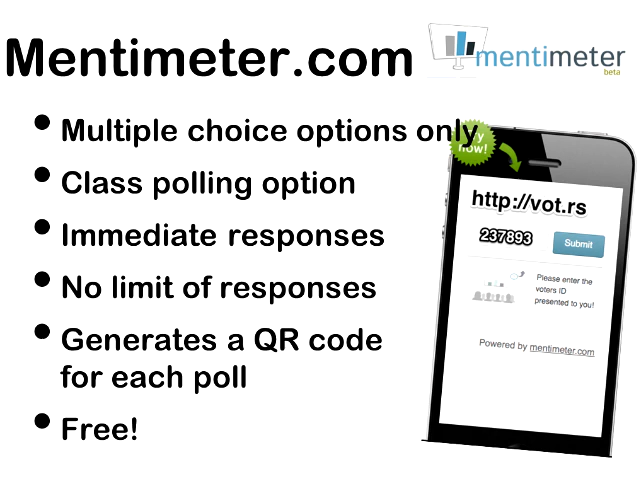 Mentimeter.com
mentimeter
beta
• Multiple choice options only
• Class polling option
• Immediate responses
• No limit of responses
• Generates a QR code
for each poll
• Free!
now!
http://vot.rs
237893
Submit
Please enter the
voters ID
presented to you!
Powered by mentimeter.com